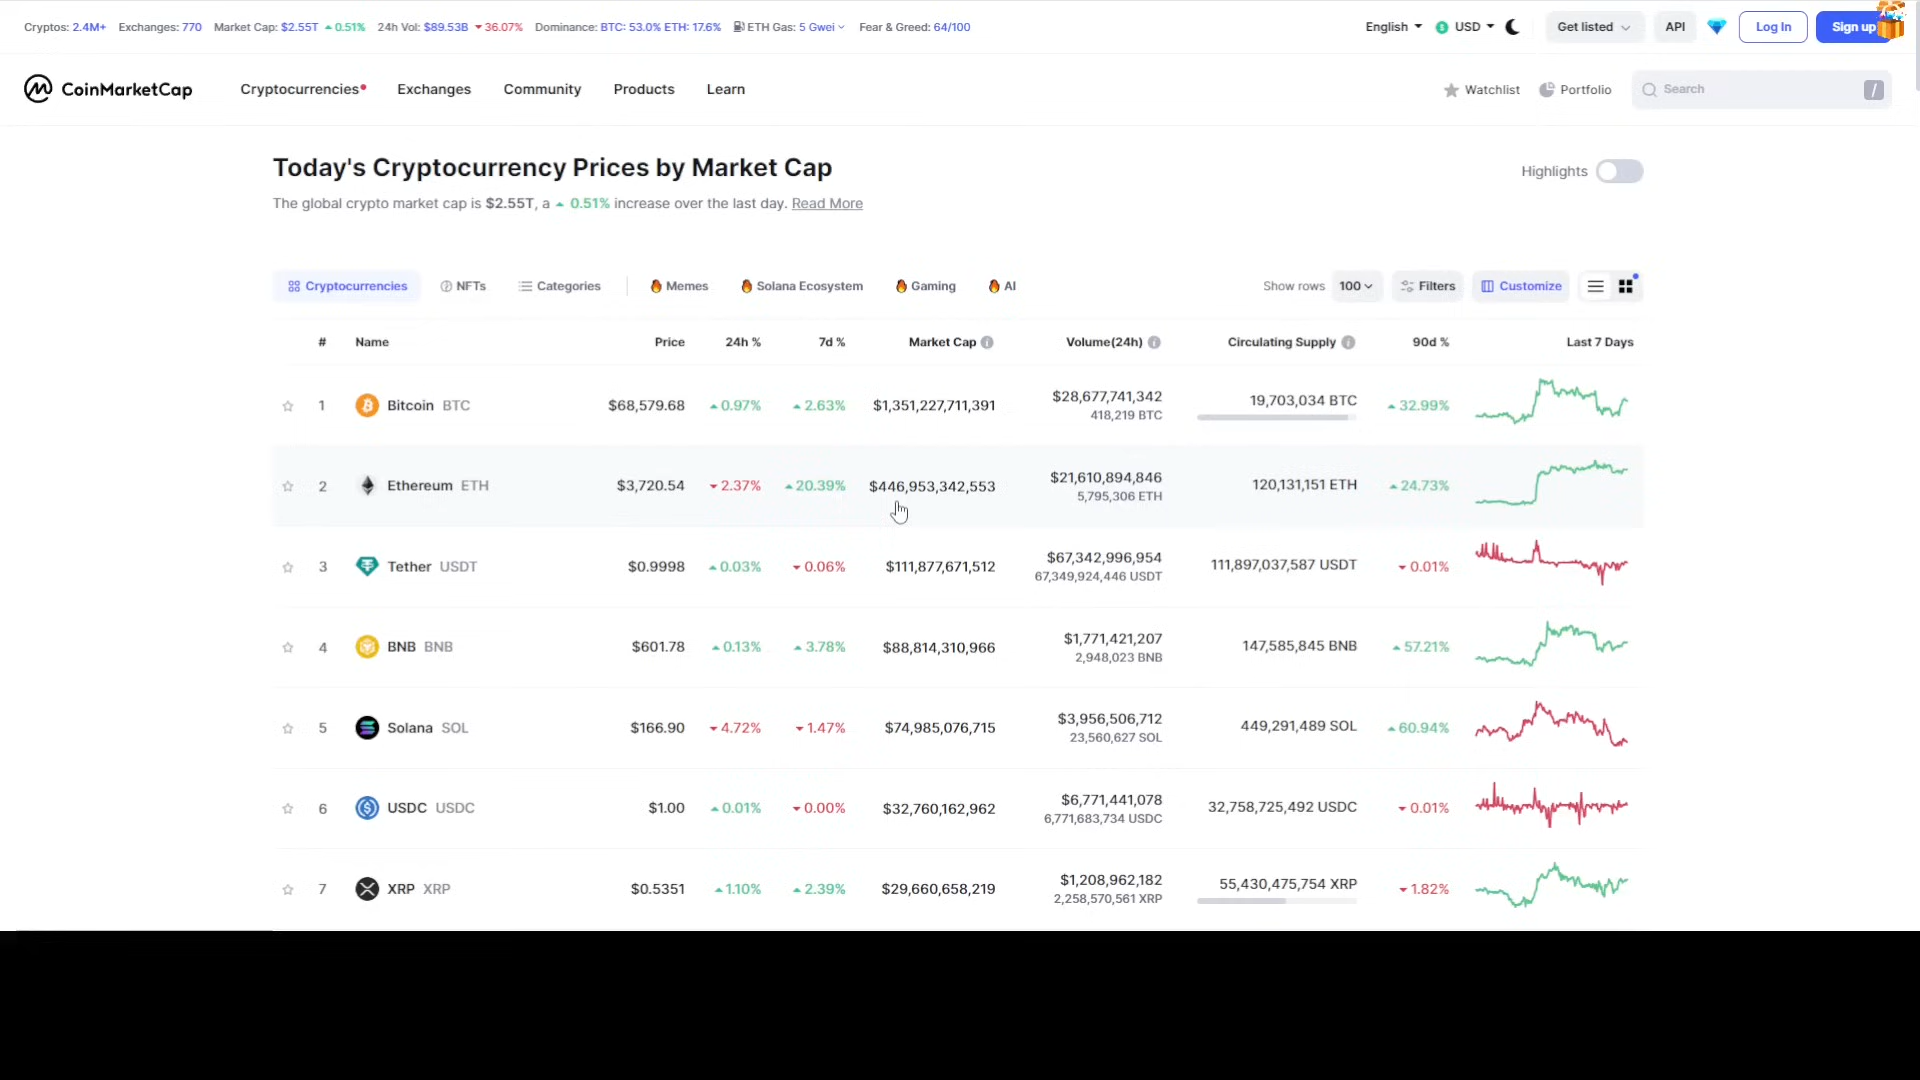 Cryptos: 2.4M+ Exchanges: 770 Market Cap: $2.55T 0.51% 24h Vol: $89.53B 36.07% Dominance: BTC: 53.0% ETH: 17.6% ETH Gas: 5 Gwei Fear & Greed: 64/100 English USD Get listed API Log In Sign up
CoinMarketCap Cryptocurrencies Exchanges Community Products Learn Watchlist Portfolio Search /
Today's Cryptocurrency Prices by Market Cap Highlights
The global crypto market cap is $2.55T, a 0.51% increase over the last day. Read More
Cryptocurrencies NFTs Categories Memes Solana Ecosystem Gaming AI Show rows 100 Filters Customize
# Name Price 24h % 7d % Market Cap Volume(24h) Circulating Supply 90d % Last 7 Days
1 Bitcoin BTC $68,579.68 0.97% 2.63% $1,351,227,711,391 $28,677,741,342 19,703,034 BTC 32.99%
418,219 BTC
2 Ethereum ETH $3,720.54 2.37% 20.39% $446,953,342,553 $21,610,894,846 120,131,151 ETH 24.73%
5,795,306 ETH
3 Tether USDT $0.9998 0.03% 0.06% $111,877,671,512 $67,342,996,954 111,897,037,587 USDT 0.01%
67,349,924,446 USDT
4 BNB BNB $601.78 0.13% 3.78% $88,814,310,966 $1,771,421,207 147,585,845 BNB 57.21%
2,948,023 BNB
5 Solana SOL $166.90 4.72% 1.47% $74,985,076,715 $3,956,506,712 449,291,489 SOL 60.94%
23,560,627 SOL
6 USDC USDC $1.00 0.01% 0.00% $32,760,162,962 $6,771,441,078 32,758,725,492 USDC 0.01%
6,771,683,734 USDC
7 XRP XRP $0.5351 1.10% 2.39% $29,660,658,219 $1,208,962,182 55,430,475,754 XRP 1.82%
2,258,570,561 XRP